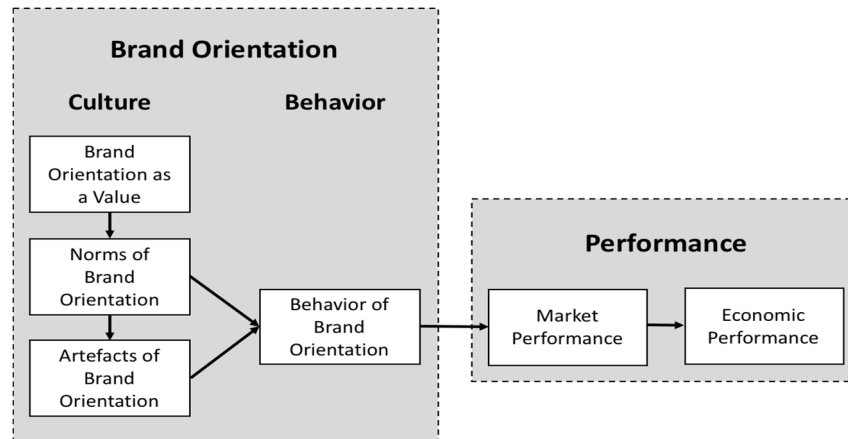 Brand Orientation
Culture
Behavior
Brand
Orientation as
a Value
Norms of
Brand
Orientation
Artefacts of
Brand
Orientation
Behavior of
Brand
Orientation
Performance
Market
Performance
Economic
Performance